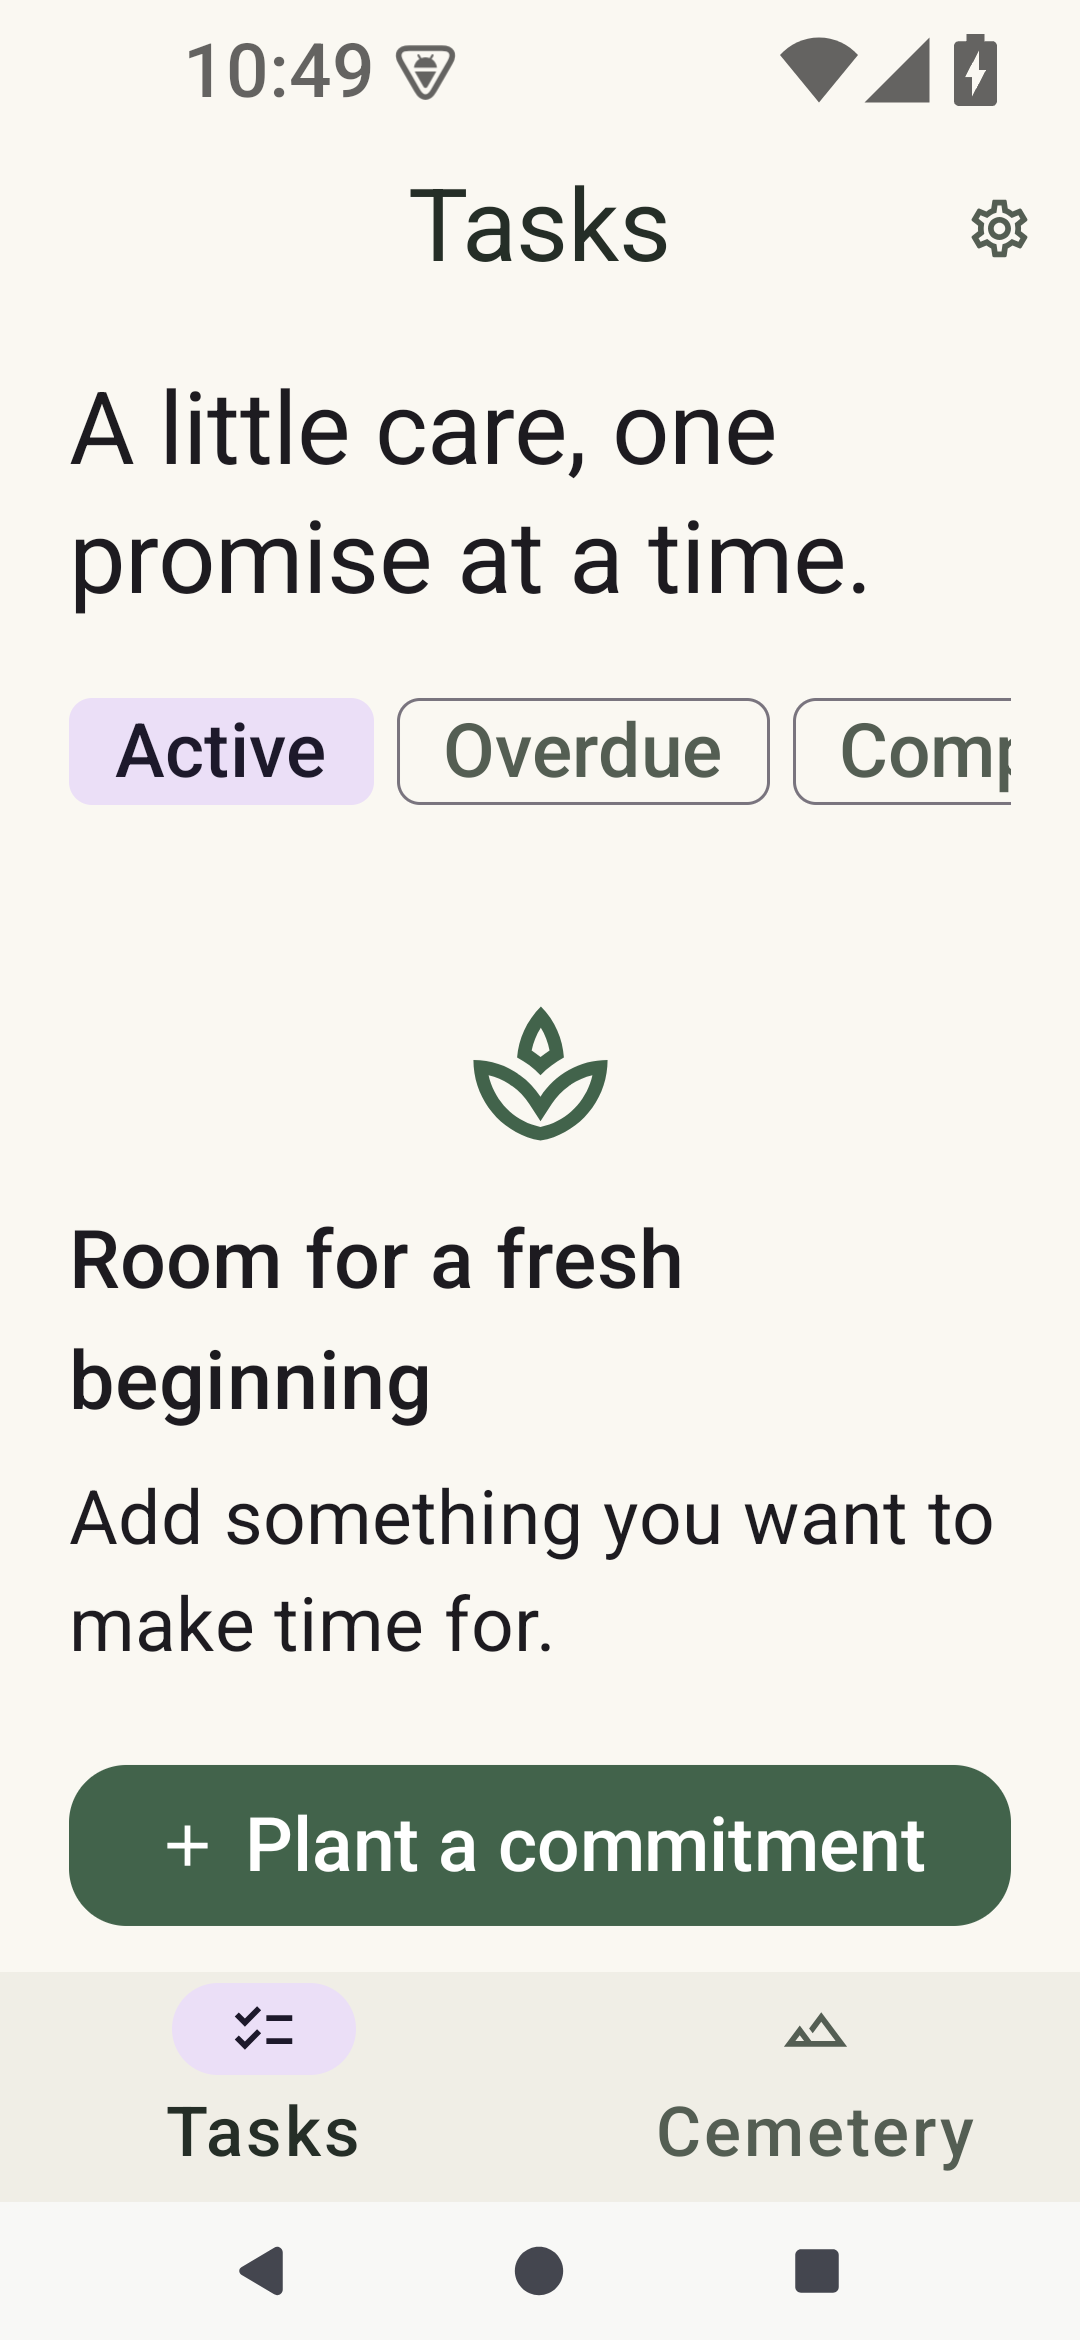 10:49
Tasks
A little care, one
promise at a time.
Active
Overdue
Comp
Room for a fresh
beginning
Add something you want to
make time for.
+ Plant a commitment
Tasks
Cemetery